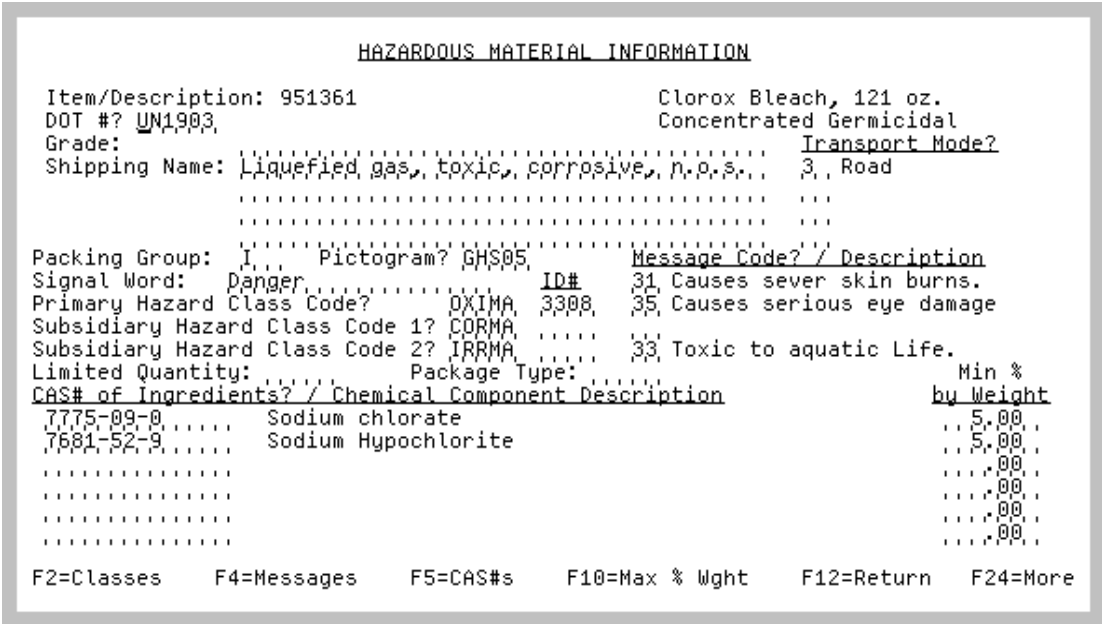 HAZARDOUS MATERIAL INFORMATION
Item/Description: 951361 Clorox Bleach, 121 oz.
DOT #? UN1903 Concentrated Germicidal
Grade: Transport Mode?
Shipping Name: Liquefied gas, toxic, corrosive, n.o.s. 3 Road
Packing Group: I Pictogram? GHS05 Message Code? / Description
Signal Word: Danger ID# 31 Causes sever skin burns.
Primary Hazard Class Code? OXIMA 3308 35 Causes serious eye damage
Subsidiary Hazard Class Code 1? CORMA
Subsidiary Hazard Class Code 2? IRRMA 33 Toxic to aquatic Life.
Limited Quantity: Package Type: Min %
CAS# of Ingredients? / Chemical Component Description by Weight
7775-09-0 Sodium chlorate 5.00
7681-52-9 Sodium Hypochlorite 5.00
.00
.00
.00
.00
F2=Classes F4=Messages F5=CAS#s F10=Max % Wght F12=Return F24=More